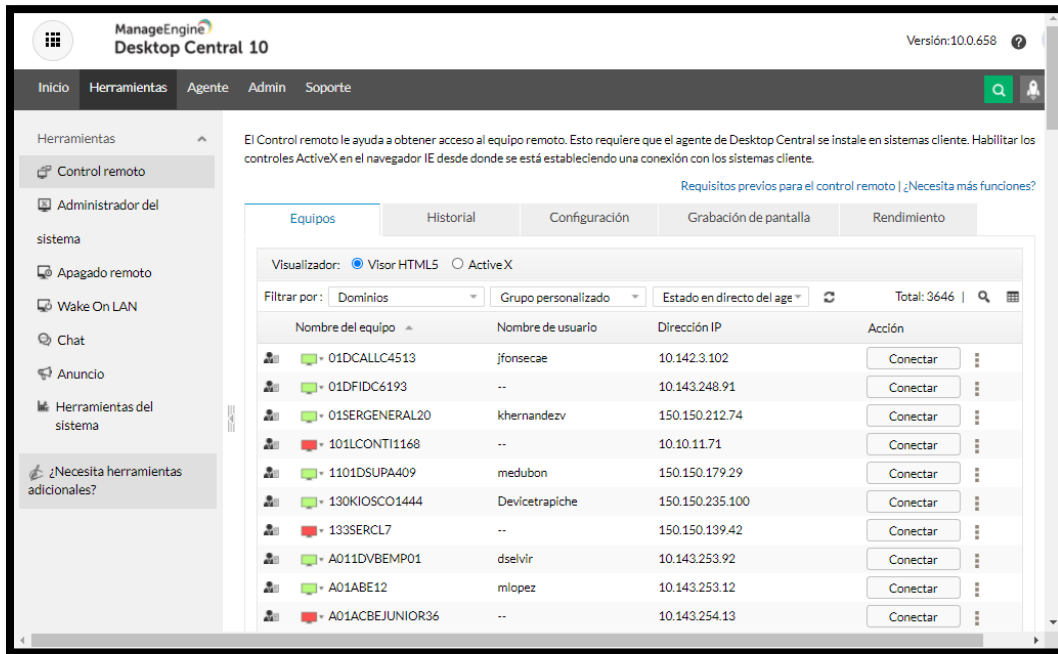 ManageEngine
Desktop Central 10
Versión:10.0.658
Inicio Herramientas Agente Admin Soporte
Herramientas
Control remoto
Administrador del
sistema
Apagado remoto
Wake On LAN
Chat
Anuncio
Herramientas del
sistema
¿Necesita herramientas
adicionales?
El Control remoto le ayuda a obtener acceso al equipo remoto. Esto requiere que el agente de Desktop Central se instale en sistemas cliente. Habilitar los
controles ActiveX en el navegador IE desde donde se está estableciendo una conexión con los sistemas cliente.
Requisitos previos para el control remoto | ¿Necesita más funciones?
Equipos Historial Configuración Grabación de pantalla Rendimiento
Visualizador: Visor HTML5 Active X
Filtrar por : Dominios Grupo personalizado Estado en directo del age Total: 3646 |
Nombre del equipo Nombre de usuario Dirección IP Acción
01DCALLC4513 jfonsecae 10.142.3.102 Conectar
01DFIDC6193 -- 10.143.248.91 Conectar
01SERGENERAL20 khernandezv 150.150.212.74 Conectar
101LCONTI1168 -- 10.10.11.71 Conectar
1101DSUPA409 medubon 150.150.179.29 Conectar
130KIOSCO1444 Devicetrapiche 150.150.235.100 Conectar
133SERCL7 -- 150.150.139.42 Conectar
A011DVBEMP01 dselvir 10.143.253.92 Conectar
A01ABE12 mlopez 10.143.253.12 Conectar
A01ACBEJUNIOR36 -- 10.143.254.13 Conectar